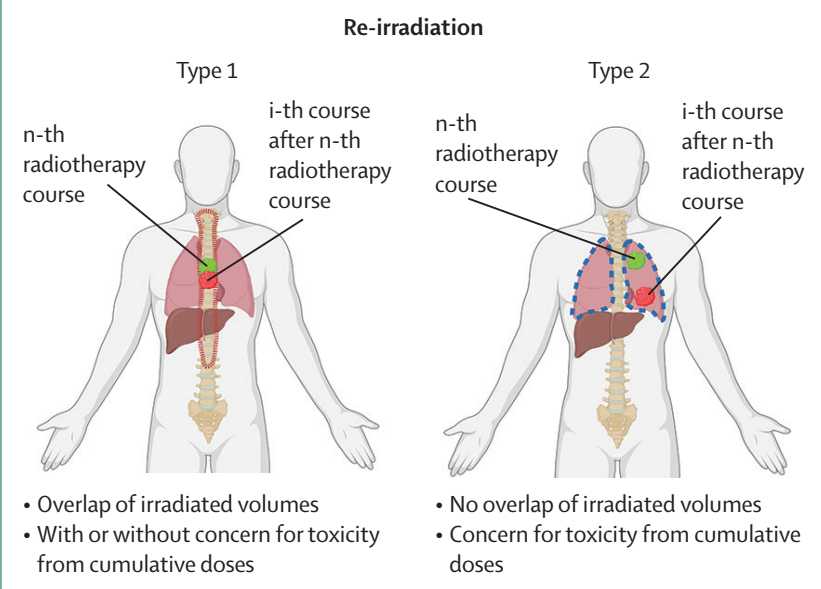 Re-irradiation
Type 1
n-th
radiotherapy
course
i-th course
after n-th
radiotherapy
course
• Overlap of irradiated volumes
• With or without concern for toxicity
from cumulative doses
Type 2
n-th
radiotherapy
course
i-th course
after n-th
radiotherapy
course
• No overlap of irradiated volumes
• Concern for toxicity from cumulative
doses